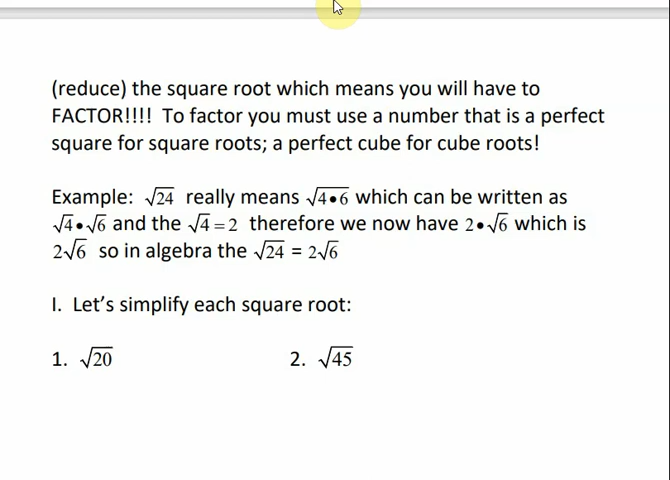 (reduce) the square root which means you will have to
FACTOR!!!! To factor you must use a number that is a perfect
square for square roots; a perfect cube for cube roots!
Example: √24 really means √4•6 which can be written as
√4•√6 and the √4=2 therefore we now have 2•√6 which is
2√6 so in algebra the √24 = 2√6
I. Let's simplify each square root:
1. √20 2. √45